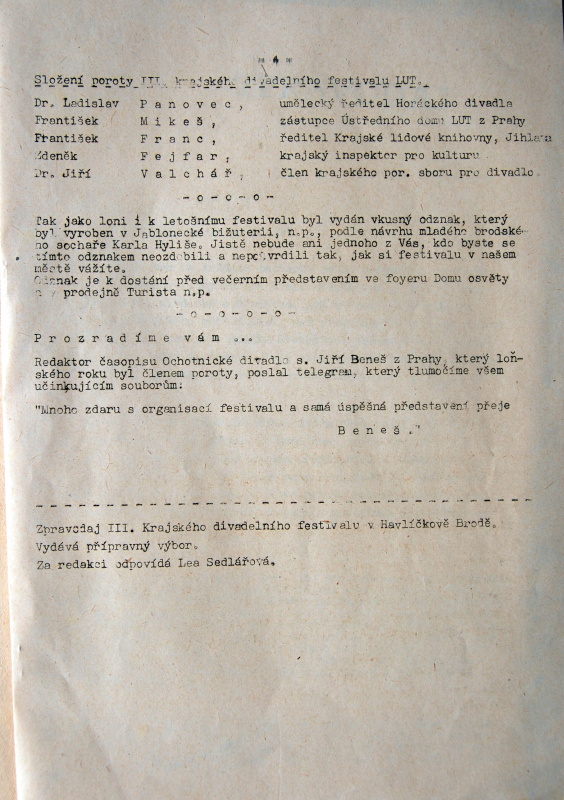 - 4 -
Složení poroty III. krajského divadelního festivalu LUT.
Dr. Ladislav P a n o v e c , umělecký ředitel Horáckého divadla
František M i k e š , zástupce Ústředního domu LUT z Prahy
František F r a n c , ředitel Krajské lidové knihovny, Jihlava
Zdeněk F e j f a r , krajský inspektor pro kulturu
Dr. Jiří V a l c h á ř , člen krajského por. sboru pro divadlo
- o - o - o -
Tak jako loni i k letošnímu festivalu byl vydán vkusný odznak, který
byl vyroben v Jablonecké bižuterii, n.p., podle návrhu mladého brodské-
ho sochaře Karla Hyliše. Jistě nebude ani jednoho z Vás, kdo byste se
tímto odznakem neozdobili a nepotvrdili tak, jak si festivalu v našem
městě vážíte.
Odznak je k dostání před večerním představením ve foyeru Domu osvěty
a v prodejně Turista n.p.
- o - o - o - o -
P r o z r a d í m e v á m ...
Redaktor časopisu Ochotnické divadlo s. Jiří Beneš z Prahy, který loň-
ského roku byl členem poroty, poslal telegram, který tlumočíme všem
učinkujícím souborům:
"Mnoho zdaru s organisací festivalu a samá úspěšná představení přeje
B e n e š ."
Zpravodaj III. Krajského divadelního festivalu v Havlíčkově Brodě.
Vydává přípravný výbor.
Za redakci odpovídá Lea Sedlářová.